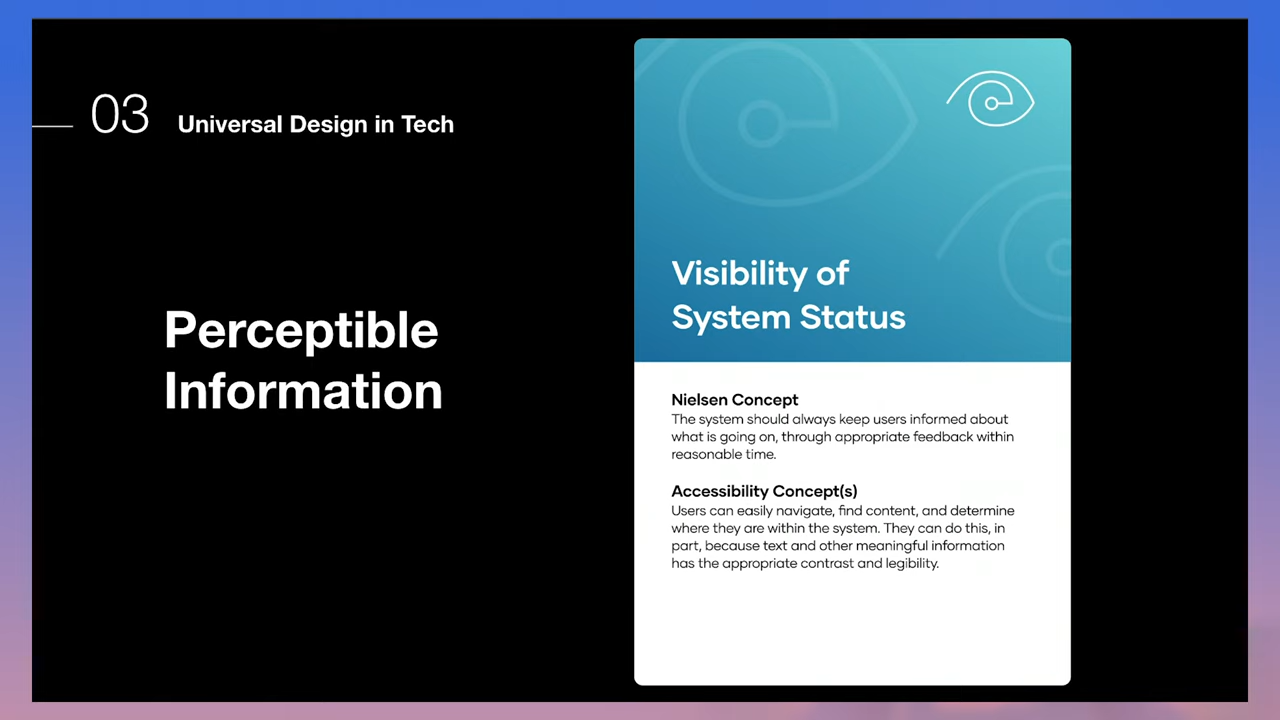 03 Universal Design in Tech
Perceptible
Information
Visibility of
System Status
Nielsen Concept
The system should always keep users informed about
what is going on, through appropriate feedback within
reasonable time.
Accessibility Concept(s)
Users can easily navigate, find content, and determine
where they are within the system. They can do this, in
part, because text and other meaningful information
has the appropriate contrast and legibility.